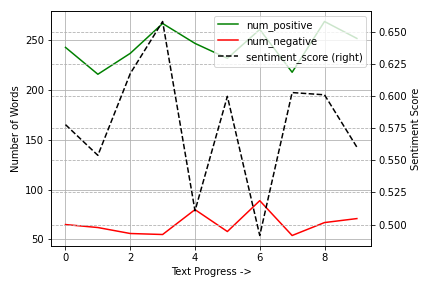 num_positive
num_negative
sentiment_score (right)
250
200
150
100
50
0.650
0.625
0.600
0.575
0.550
0.525
0.500
Number of Words
Sentiment Score
0 2 4 6 8
Text Progress ->